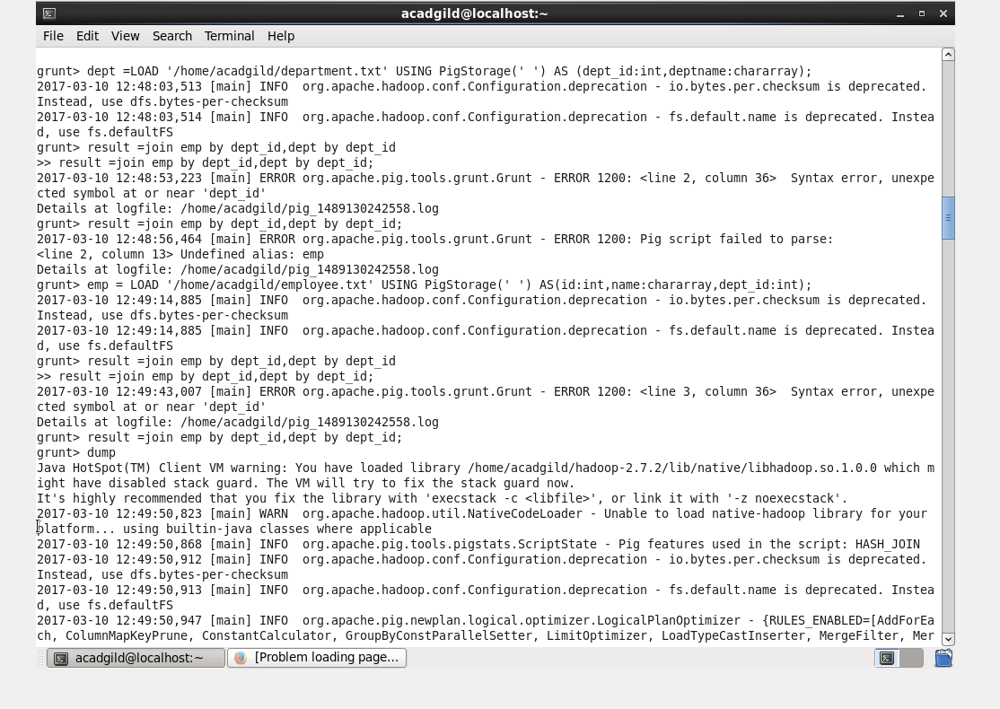 acadgild@localhost:~
File Edit View Search Terminal Help
grunt> dept =LOAD '/home/acadgild/department.txt' USING PigStorage(' ') AS (dept_id:int,deptname:chararray);
2017-03-10 12:48:03,513 [main] INFO  org.apache.hadoop.conf.Configuration.deprecation - io.bytes.per.checksum is deprecated.
Instead, use dfs.bytes-per-checksum
2017-03-10 12:48:03,514 [main] INFO  org.apache.hadoop.conf.Configuration.deprecation - fs.default.name is deprecated. Instea
d, use fs.defaultFS
grunt> result =join emp by dept_id,dept by dept_id
>> result =join emp by dept_id,dept by dept_id;
2017-03-10 12:48:53,223 [main] ERROR org.apache.pig.tools.grunt.Grunt - ERROR 1200: <line 2, column 36>  Syntax error, unexpe
cted symbol at or near 'dept_id'
Details at logfile: /home/acadgild/pig_1489130242558.log
grunt> result =join emp by dept_id,dept by dept_id;
2017-03-10 12:48:56,464 [main] ERROR org.apache.pig.tools.grunt.Grunt - ERROR 1200: Pig script failed to parse:
<line 2, column 13> Undefined alias: emp
Details at logfile: /home/acadgild/pig_1489130242558.log
grunt> emp = LOAD '/home/acadgild/employee.txt' USING PigStorage(' ') AS(id:int,name:chararray,dept_id:int);
2017-03-10 12:49:14,885 [main] INFO  org.apache.hadoop.conf.Configuration.deprecation - io.bytes.per.checksum is deprecated.
Instead, use dfs.bytes-per-checksum
2017-03-10 12:49:14,885 [main] INFO  org.apache.hadoop.conf.Configuration.deprecation - fs.default.name is deprecated. Instea
d, use fs.defaultFS
grunt> result =join emp by dept_id,dept by dept_id
>> result =join emp by dept_id,dept by dept_id;
2017-03-10 12:49:43,007 [main] ERROR org.apache.pig.tools.grunt.Grunt - ERROR 1200: <line 3, column 36>  Syntax error, unexpe
cted symbol at or near 'dept_id'
Details at logfile: /home/acadgild/pig_1489130242558.log
grunt> result =join emp by dept_id,dept by dept_id;
grunt> dump
Java HotSpot(TM) Client VM warning: You have loaded library /home/acadgild/hadoop-2.7.2/lib/native/libhadoop.so.1.0.0 which m
ight have disabled stack guard. The VM will try to fix the stack guard now.
It's highly recommended that you fix the library with 'execstack -c <libfile>', or link it with '-z noexecstack'.
2017-03-10 12:49:50,823 [main] WARN  org.apache.hadoop.util.NativeCodeLoader - Unable to load native-hadoop library for your
platform... using builtin-java classes where applicable
2017-03-10 12:49:50,868 [main] INFO  org.apache.pig.tools.pigstats.ScriptState - Pig features used in the script: HASH_JOIN
2017-03-10 12:49:50,912 [main] INFO  org.apache.hadoop.conf.Configuration.deprecation - io.bytes.per.checksum is deprecated.
Instead, use dfs.bytes-per-checksum
2017-03-10 12:49:50,913 [main] INFO  org.apache.hadoop.conf.Configuration.deprecation - fs.default.name is deprecated. Instea
d, use fs.defaultFS
2017-03-10 12:49:50,947 [main] INFO  org.apache.pig.newplan.logical.optimizer.LogicalPlanOptimizer - {RULES_ENABLED=[AddForEa
ch, ColumnMapKeyPrune, ConstantCalculator, GroupByConstParallelSetter, LimitOptimizer, LoadTypeCastInserter, MergeFilter, Mer
acadgild@localhost:~ [Problem loading page...